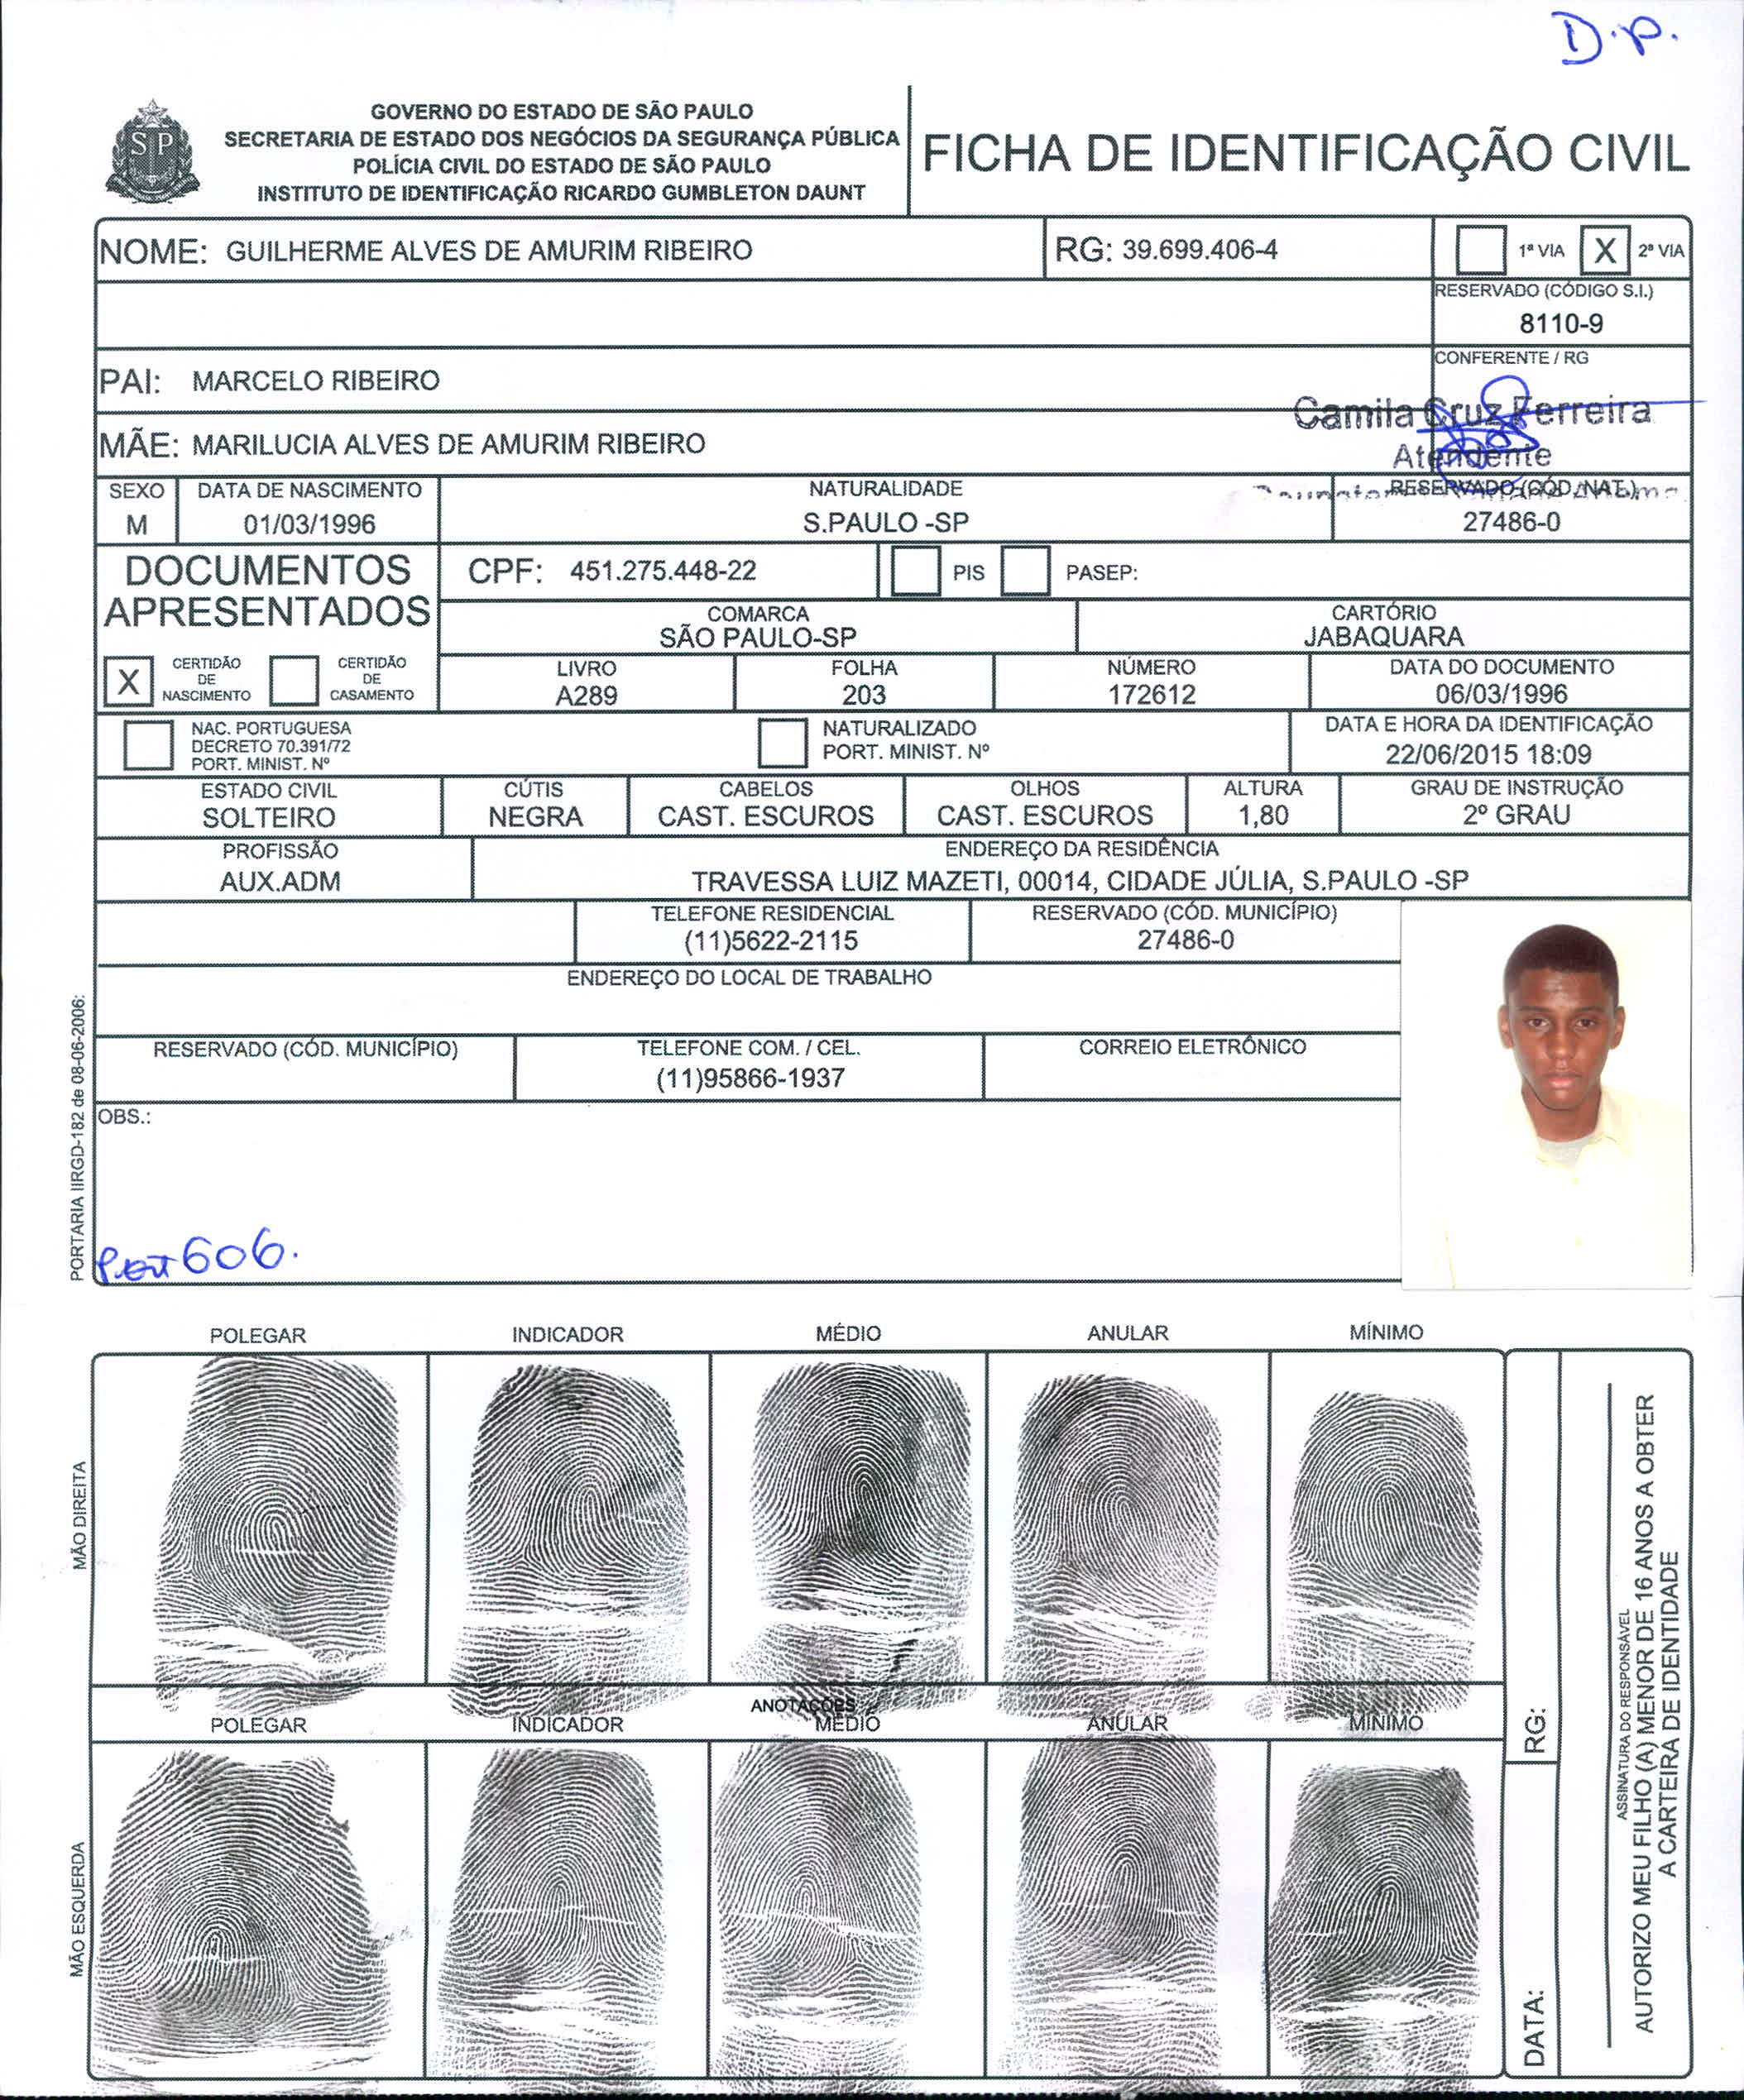 D.P.
SP
GOVERNO DO ESTADO DE SÃO PAULO
SECRETARIA DE ESTADO DOS NEGÓCIOS DA SEGURANÇA PÚBLICA
POLÍCIA CIVIL DO ESTADO DE SÃO PAULO
INSTITUTO DE IDENTIFICAÇÃO RICARDO GUMBLETON DAUNT
FICHA DE IDENTIFICAÇÃO CIVIL
NOME: GUILHERME ALVES DE AMURIM RIBEIRO
RG: 39.699.406-4
1ª VIA X 2ª VIA
RESERVADO (CÓDIGO S.I.)
8110-9
CONFERENTE / RG
PAI: MARCELO RIBEIRO
Camila Cruz Ferreira
Atendente
MÃE: MARILUCIA ALVES DE AMURIM RIBEIRO
SEXO
M
DATA DE NASCIMENTO
01/03/1996
NATURALIDADE
S.PAULO -SP
RESERVADO (CÓD. NAT.)
27486-0
DOCUMENTOS
APRESENTADOS
CPF: 451.275.448-22
PIS
PASEP:
COMARCA
SÃO PAULO-SP
CARTÓRIO
JABAQUARA
X
CERTIDÃO
DE
NASCIMENTO
CERTIDÃO
DE
CASAMENTO
LIVRO
A289
FOLHA
203
NÚMERO
172612
DATA DO DOCUMENTO
06/03/1996
NAC. PORTUGUESA
DECRETO 70.391/72
PORT. MINIST. Nº
NATURALIZADO
PORT. MINIST. Nº
DATA E HORA DA IDENTIFICAÇÃO
22/06/2015 18:09
ESTADO CIVIL
SOLTEIRO
CÚTIS
NEGRA
CABELOS
CAST. ESCUROS
OLHOS
CAST. ESCUROS
ALTURA
1,80
GRAU DE INSTRUÇÃO
2º GRAU
PROFISSÃO
AUX.ADM
ENDEREÇO DA RESIDÊNCIA
TRAVESSA LUIZ MAZETI, 00014, CIDADE JÚLIA, S.PAULO -SP
TELEFONE RESIDENCIAL
(11)5622-2115
RESERVADO (CÓD. MUNICÍPIO)
27486-0
ENDEREÇO DO LOCAL DE TRABALHO
RESERVADO (CÓD. MUNICÍPIO)
TELEFONE COM. / CEL.
(11)95866-1937
CORREIO ELETRÔNICO
OBS.:
606.
PORTARIA IIRGD-182 de 08-06-2006:
POLEGAR INDICADOR MÉDIO ANULAR MÍNIMO
MÃO DIREITA
ANOTAÇÕES
POLEGAR INDICADOR MÉDIO ANULAR MÍNIMO
MÃO ESQUERDA
RG:
DATA:
ASSINATURA DO RESPONSÁVEL
AUTORIZO MEU FILHO (A) MENOR DE 16 ANOS A OBTER
A CARTEIRA DE IDENTIDADE